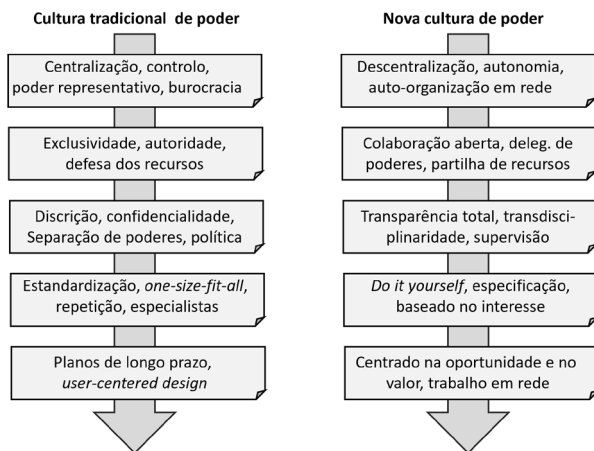 Cultura tradicional de poder
Centralização, controlo,
poder representativo, burocracia
Exclusividade, autoridade,
defesa dos recursos
Discrição, confidencialidade,
Separação de poderes, política
Estandardização, one-size-fit-all,
repetição, especialistas
Planos de longo prazo,
user-centered design
Nova cultura de poder
Descentralização, autonomia,
auto-organização em rede
Colaboração aberta, deleg. de
poderes, partilha de recursos
Transparência total, transdisci-
plinaridade, supervisão
Do it yourself, especificação,
baseado no interesse
Centrado na oportunidade e no
valor, trabalho em rede